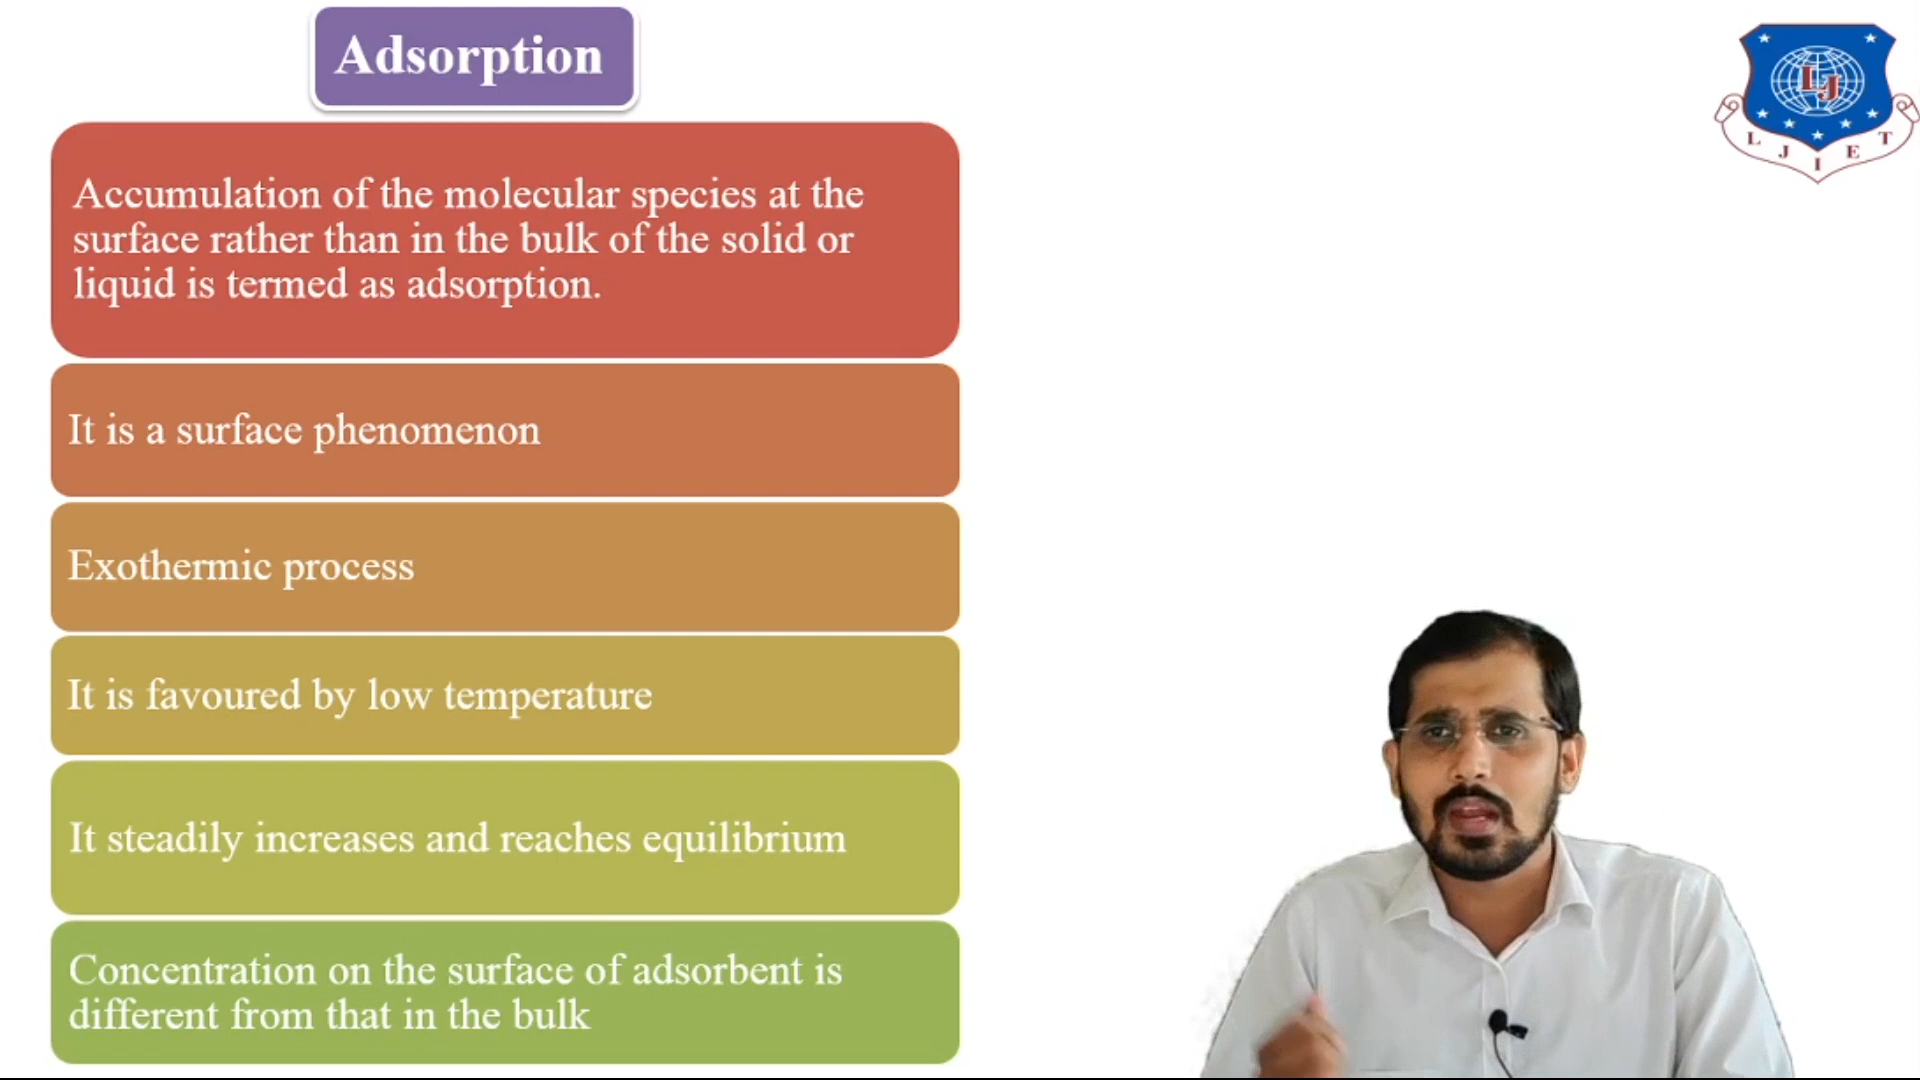 Adsorption
Accumulation of the molecular species at the
surface rather than in the bulk of the solid or
liquid is termed as adsorption.
It is a surface phenomenon
Exothermic process
It is favoured by low temperature
It steadily increases and reaches equilibrium
Concentration on the surface of adsorbent is
different from that in the bulk
LJ
L J I E T